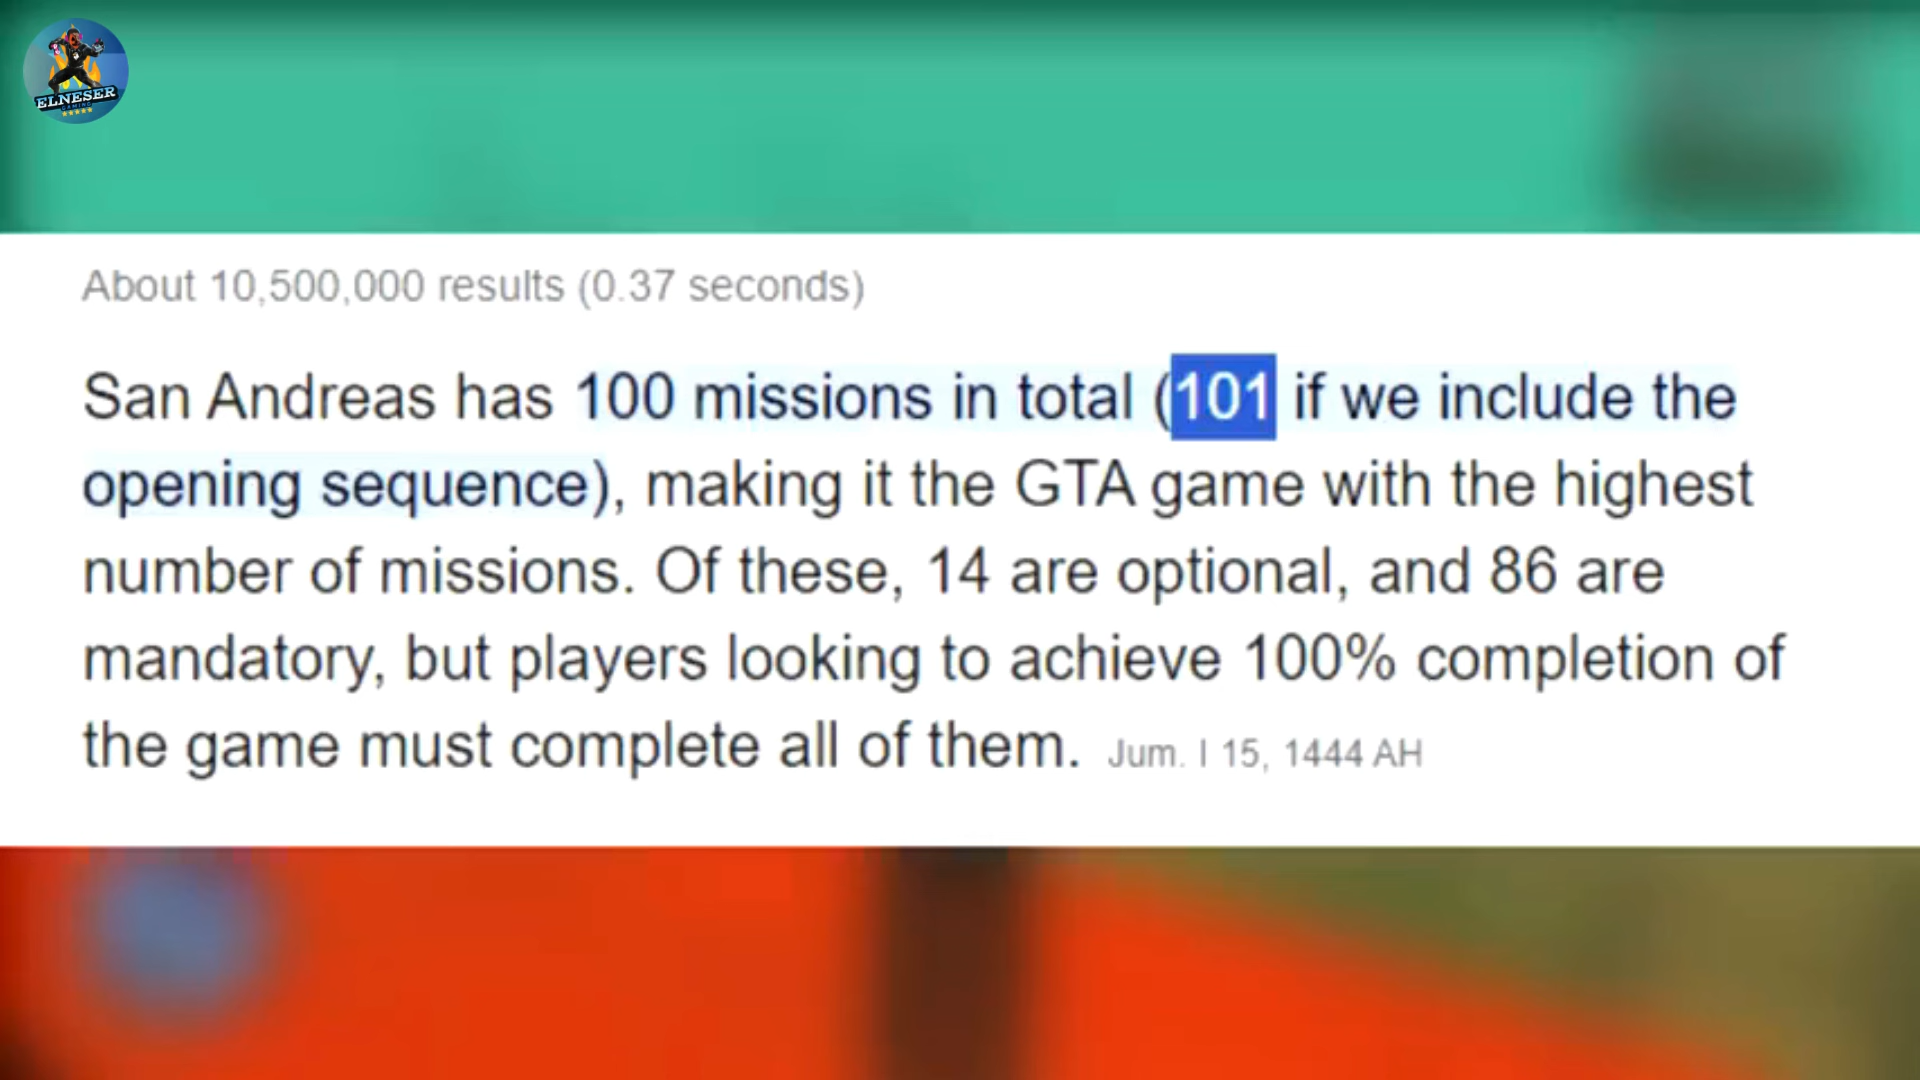 ELNESER
GAMING
About 10,500,000 results (0.37 seconds)
San Andreas has 100 missions in total (101 if we include the
opening sequence), making it the GTA game with the highest
number of missions. Of these, 14 are optional, and 86 are
mandatory, but players looking to achieve 100% completion of
the game must complete all of them. Jum. I 15, 1444 AH